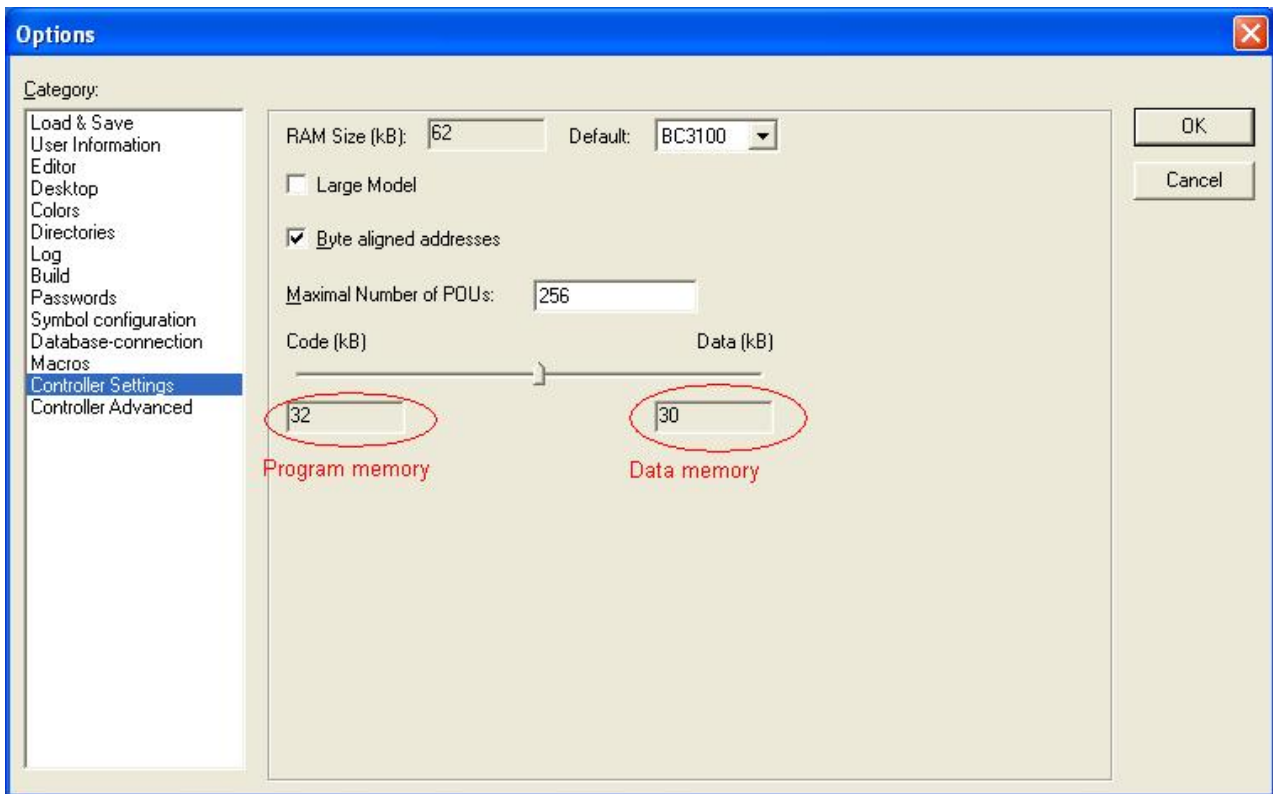 Options
Category:
Load & Save
User Information
Editor
Desktop
Colors
Directories
Log
Build
Passwords
Symbol configuration
Database-connection
Macros
Controller Settings
Controller Advanced
RAM Size (kB): 62 Default: BC3100
Large Model
Byte aligned addresses
Maximal Number of POUs: 256
Code (kB) Data (kB)
32 30
Program memory Data memory
OK
Cancel